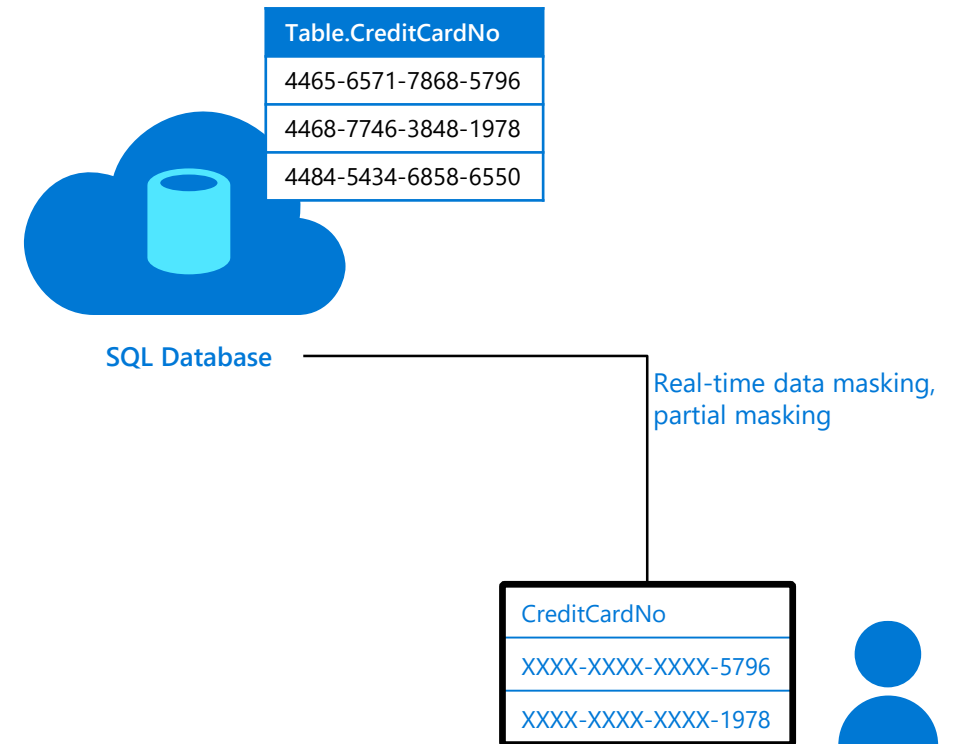 Table.CreditCardNo
4465-6571-7868-5796
4468-7746-3848-1978
4484-5434-6858-6550
SQL Database
Real-time data masking,
partial masking
CreditCardNo
XXXX-XXXX-XXXX-5796
XXXX-XXXX-XXXX-1978